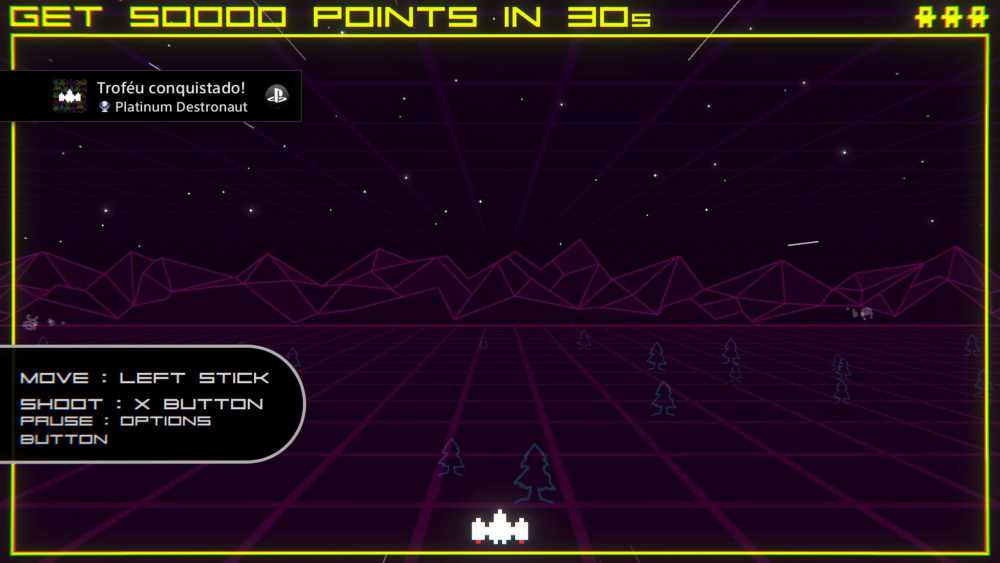 GET 50000 POINTS IN 30s
Troféu conquistado!
Platinum Destronaut
MOVE : LEFT STICK
SHOOT : X BUTTON
PAUSE : OPTIONS
BUTTON